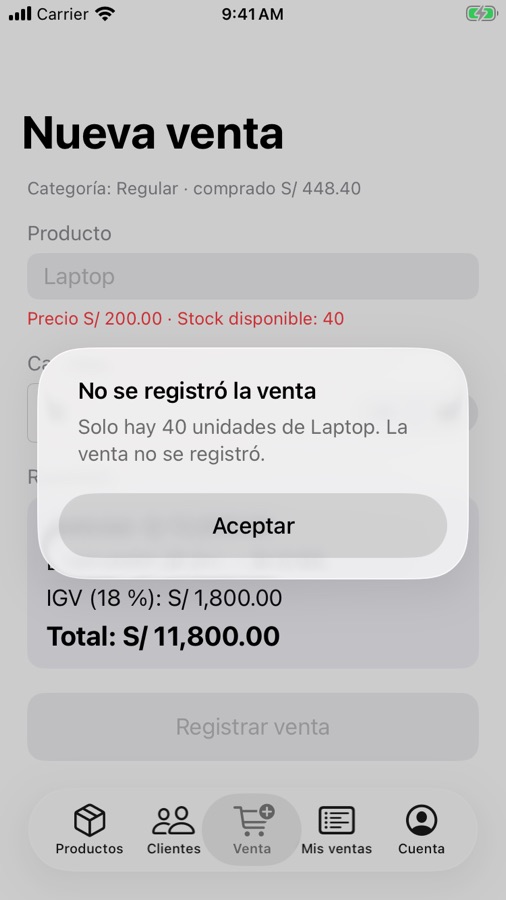 Carrier 9:41 AM
Nueva venta
Categoría: Regular · comprado S/ 448.40
Producto
Laptop
Precio S/ 200.00 · Stock disponible: 40
No se registró la venta
Solo hay 40 unidades de Laptop. La
venta no se registró.
Aceptar
IGV (18 %): S/ 1,800.00
Total: S/ 11,800.00
Registrar venta
Productos Clientes Venta Mis ventas Cuenta